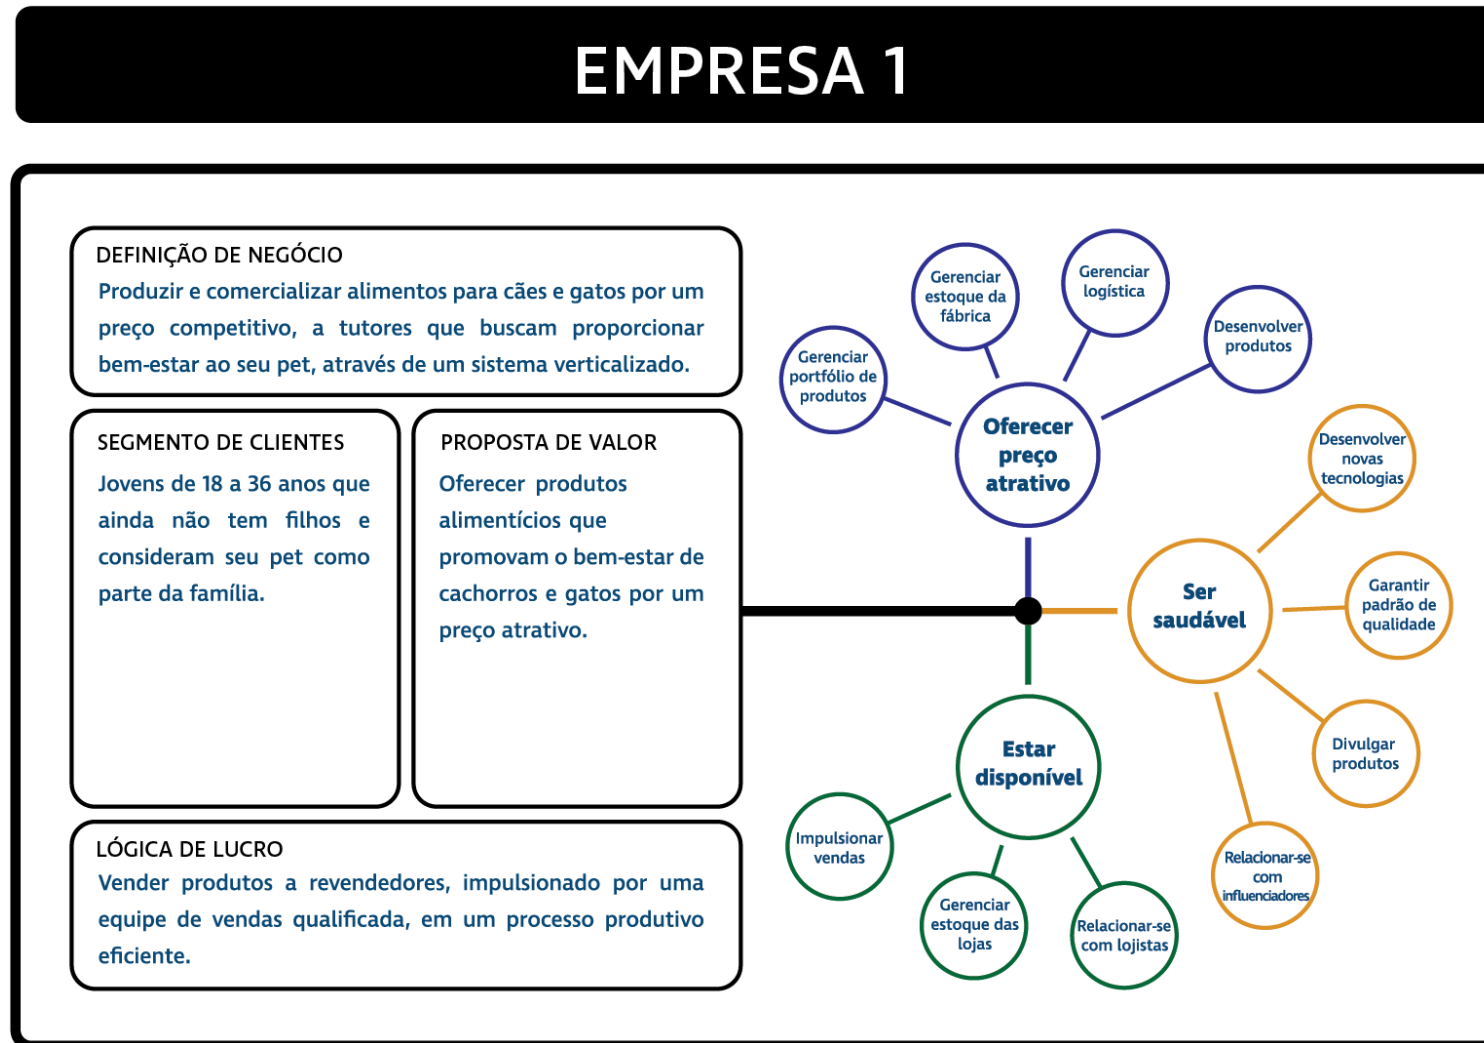 EMPRESA 1
DEFINIÇÃO DE NEGÓCIO
Produzir e comercializar alimentos para cães e gatos por um
preço competitivo, a tutores que buscam proporcionar
bem-estar ao seu pet, através de um sistema verticalizado.
SEGMENTO DE CLIENTES
Jovens de 18 a 36 anos que
ainda não tem filhos e
consideram seu pet como
parte da família.
PROPOSTA DE VALOR
Oferecer produtos
alimentícios que
promovam o bem-estar de
cachorros e gatos por um
preço atrativo.
LÓGICA DE LUCRO
Vender produtos a revendedores, impulsionado por uma
equipe de vendas qualificada, em um processo produtivo
eficiente.
Oferecer
preço
atrativo
Gerenciar
portfólio de
produtos
Gerenciar
estoque da
fábrica
Gerenciar
logística
Desenvolver
produtos
Ser
saudável
Desenvolver
novas
tecnologias
Garantir
padrão de
qualidade
Divulgar
produtos
Relacionar-se
com
influenciadores
Estar
disponível
Impulsionar
vendas
Gerenciar
estoque das
lojas
Relacionar-se
com lojistas